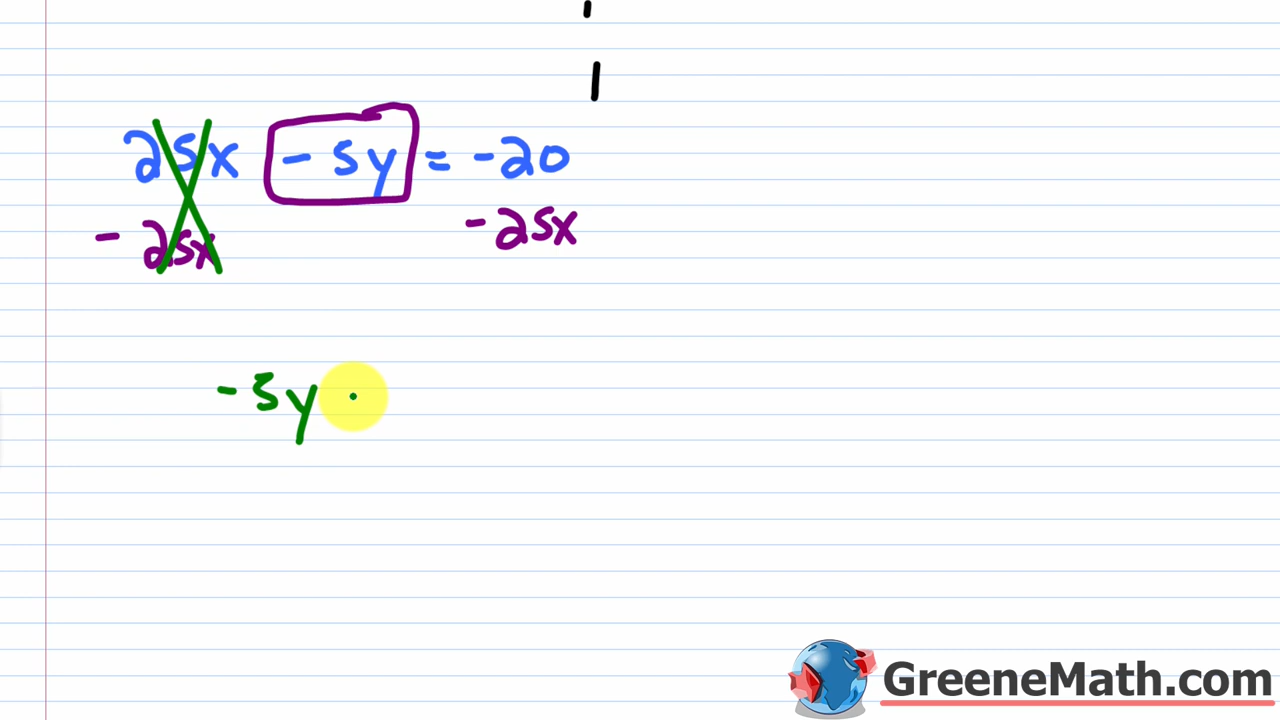 25x - 5y = -20
- 25x -25x
-5y
GreeneMath.com